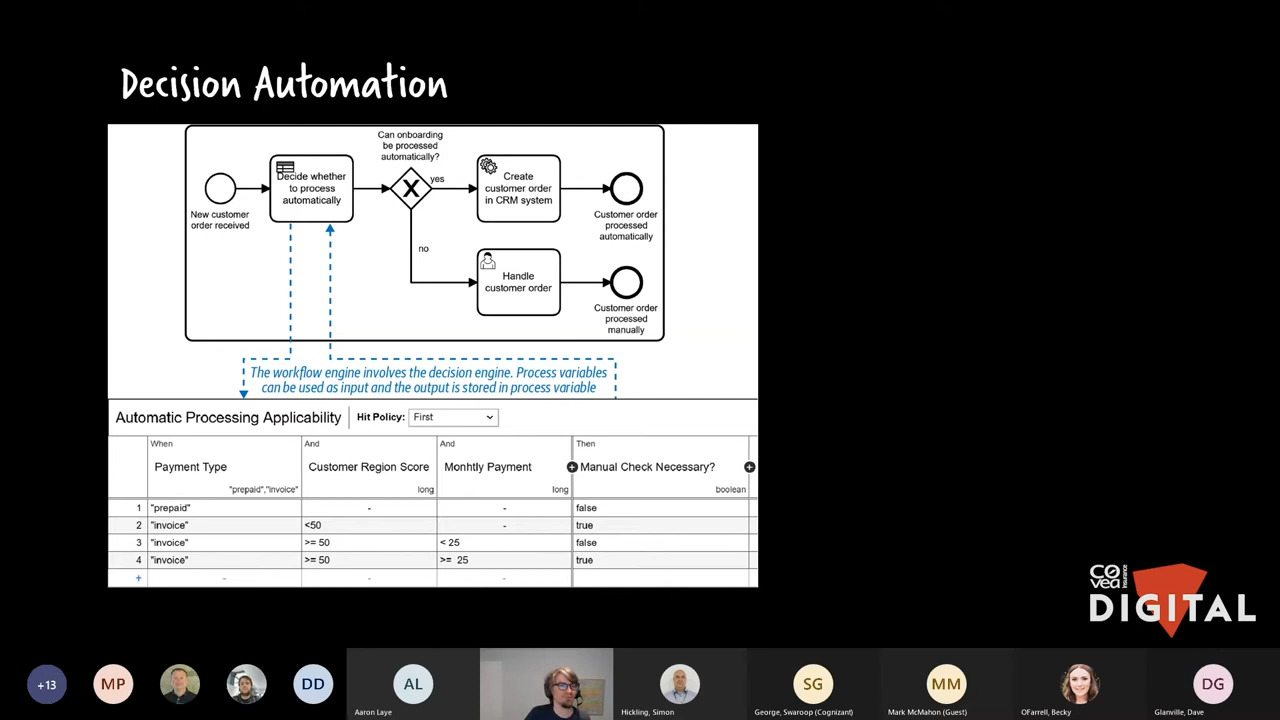 Decision Automation
Can onboarding
be processed
automatically?
Decide whether
to process
automatically
yes
Create
customer order
in CRM system
New customer
order received
Customer order
processed
automatically
no
Handle
customer order
Customer order
processed
manually
The workflow engine involves the decision engine. Process variables
can be used as input and the output is stored in process variable
Automatic Processing Applicability Hit Policy: First
When And And Then
Payment Type Customer Region Score Monhtly Payment + Manual Check Necessary? +
"prepaid","invoice" long long boolean
1 "prepaid" - - false
2 "invoice" <50 - true
3 "invoice" >= 50 < 25 false
4 "invoice" >= 50 >= 25 true
+ - - -
covea
Insurance
DIGITAL
+13 MP DD AL SG MM DG
Aaron Laye Hickling, Simon George, Swaroop (Cognizant) Mark McMahon (Guest) OFarrell, Becky Glanville, Dave